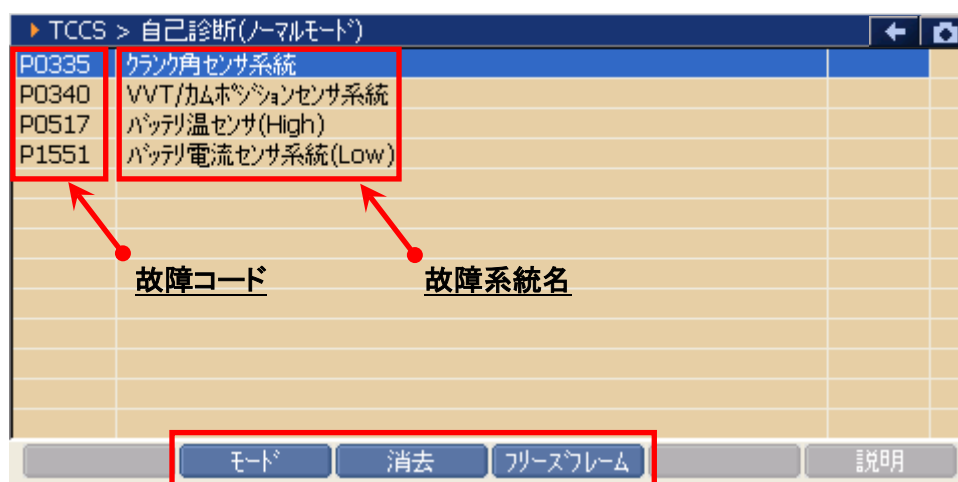 TCCS > 自己診断(ﾉｰﾏﾙﾓｰﾄﾞ)
P0335 ｸﾗﾝｸ角ｾﾝｻ系統
P0340 VVT/ｶﾑﾎﾟｼﾞｼｮﾝｾﾝｻ系統
P0517 ﾊﾞｯﾃﾘ温ｾﾝｻ(High)
P1551 ﾊﾞｯﾃﾘ電流ｾﾝｻ系統(Low)
故障コード 故障系統名
ﾓｰﾄﾞ 消去 ﾌﾘｰｽﾞﾌﾚｰﾑ 説明